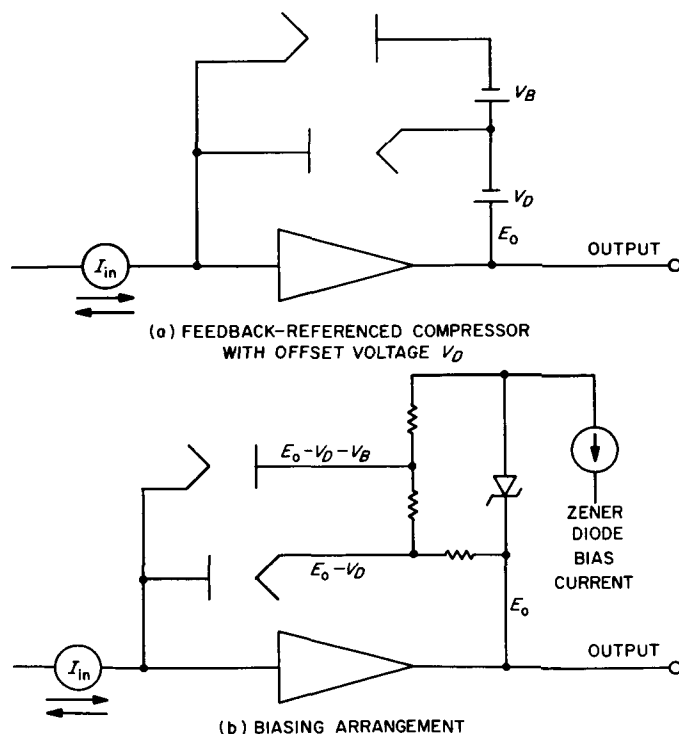 V_B
V_D
E_o
OUTPUT
I_in
(a) FEEDBACK-REFERENCED COMPRESSOR
WITH OFFSET VOLTAGE V_D
E_o-V_D-V_B
ZENER
DIODE
BIAS
CURRENT
E_o-V_D
E_o
OUTPUT
I_in
(b) BIASING ARRANGEMENT